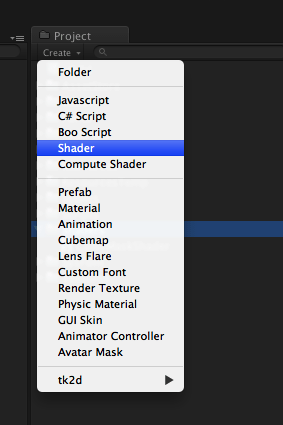 Project
Create
Folder
Javascript
C# Script
Boo Script
Shader
Compute Shader
Prefab
Material
Animation
Cubemap
Lens Flare
Custom Font
Render Texture
Physic Material
GUI Skin
Animator Controller
Avatar Mask
tk2d